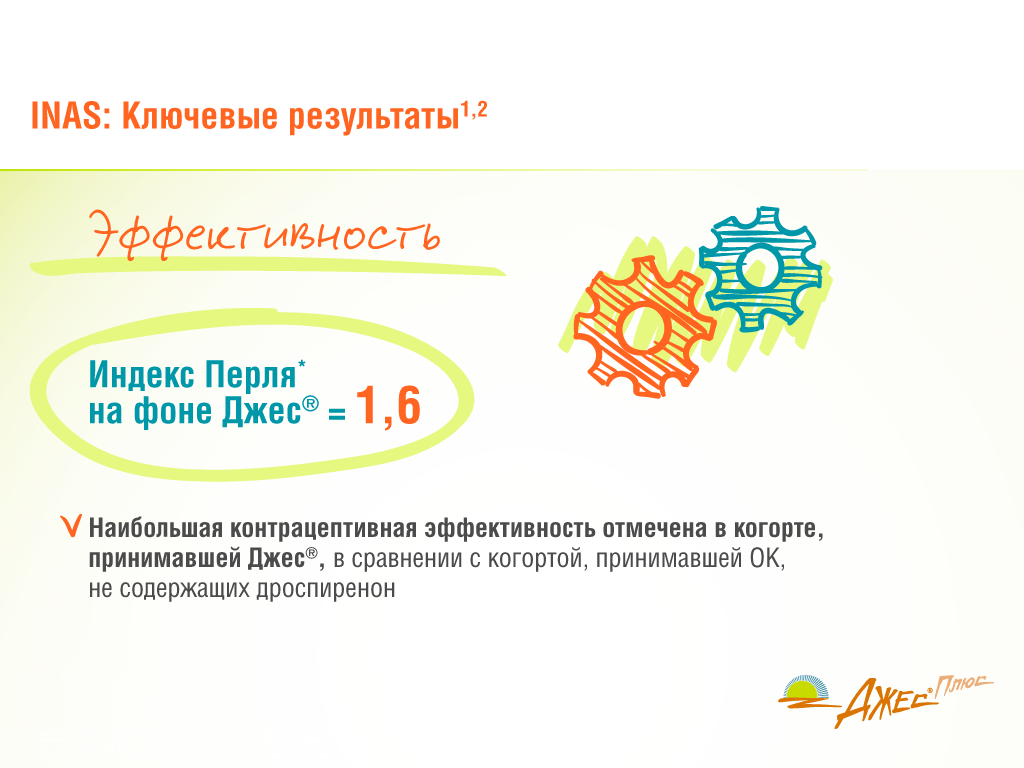 INAS: Ключевые результаты1,2
Эффективность
Индекс Перля*
на фоне Джес® = 1,6
Наибольшая контрацептивная эффективность отмечена в когорте,
принимавшей Джес®, в сравнении с когортой, принимавшей ОК,
не содержащих дроспиренон
Джес® Плюс